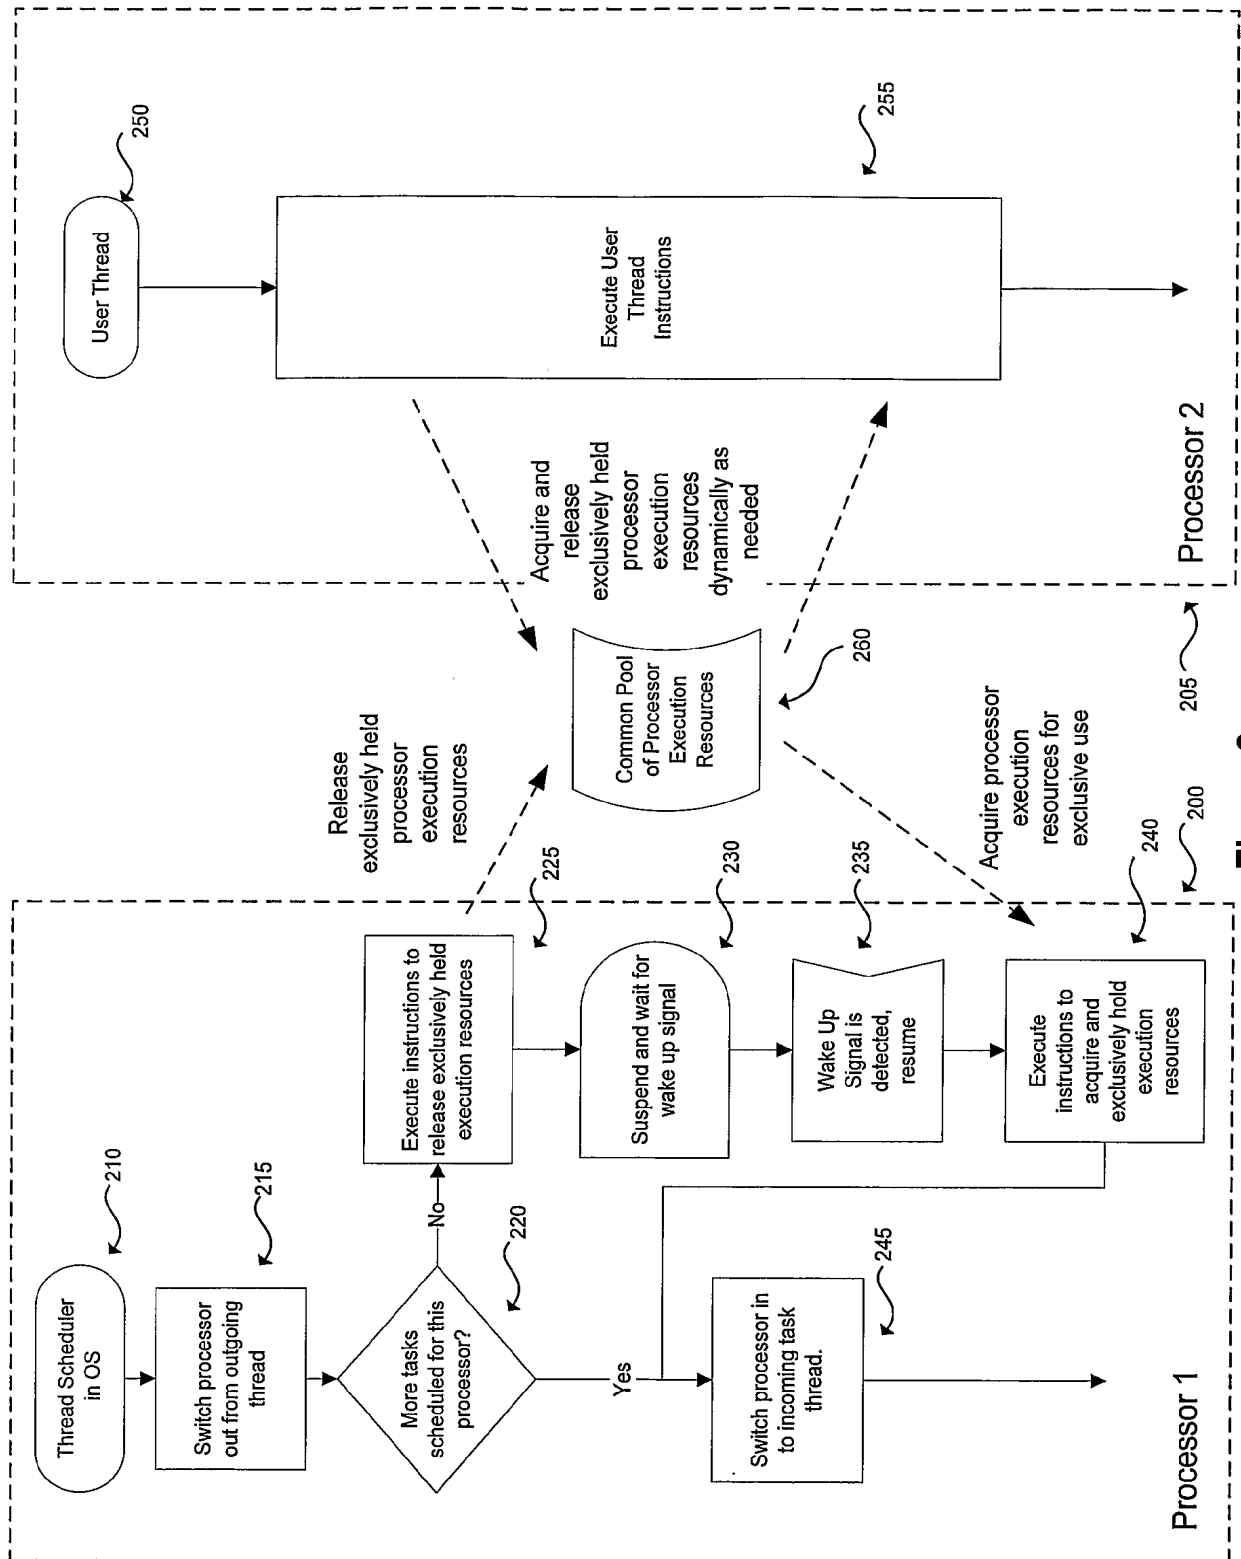 Thread Scheduler
in OS
210
Switch processor
out from outgoing
thread
215
More tasks
scheduled for this
processor?
220
No
Yes
Execute instructions to
release exclusively held
execution resources
225
Suspend and wait for
wake up signal
230
Wake Up
Signal is
detected,
resume
235
Execute
instructions to
acquire and
exclusively hold
execution
resources
240
Switch processor in
to incoming task
thread.
245
Processor 1
200
Release
exclusively held
processor
execution
resources
Common Pool
of Processor
Execution
Resources
260
Acquire processor
execution
resources for
exclusive use
Acquire and
release
exclusively held
processor
execution
resources
dynamically as
needed
User Thread
250
Execute User
Thread
Instructions
255
Processor 2
205